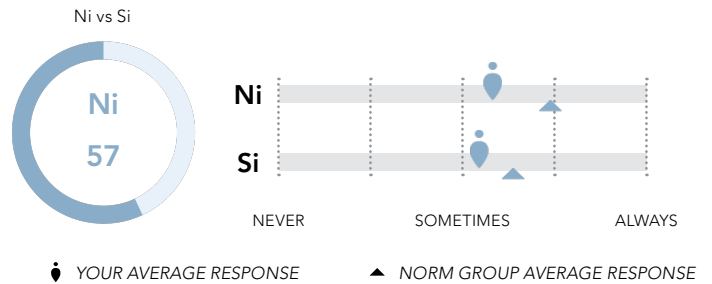 Ni vs Si
Ni
57
Ni
Si
NEVER SOMETIMES ALWAYS
YOUR AVERAGE RESPONSE NORM GROUP AVERAGE RESPONSE